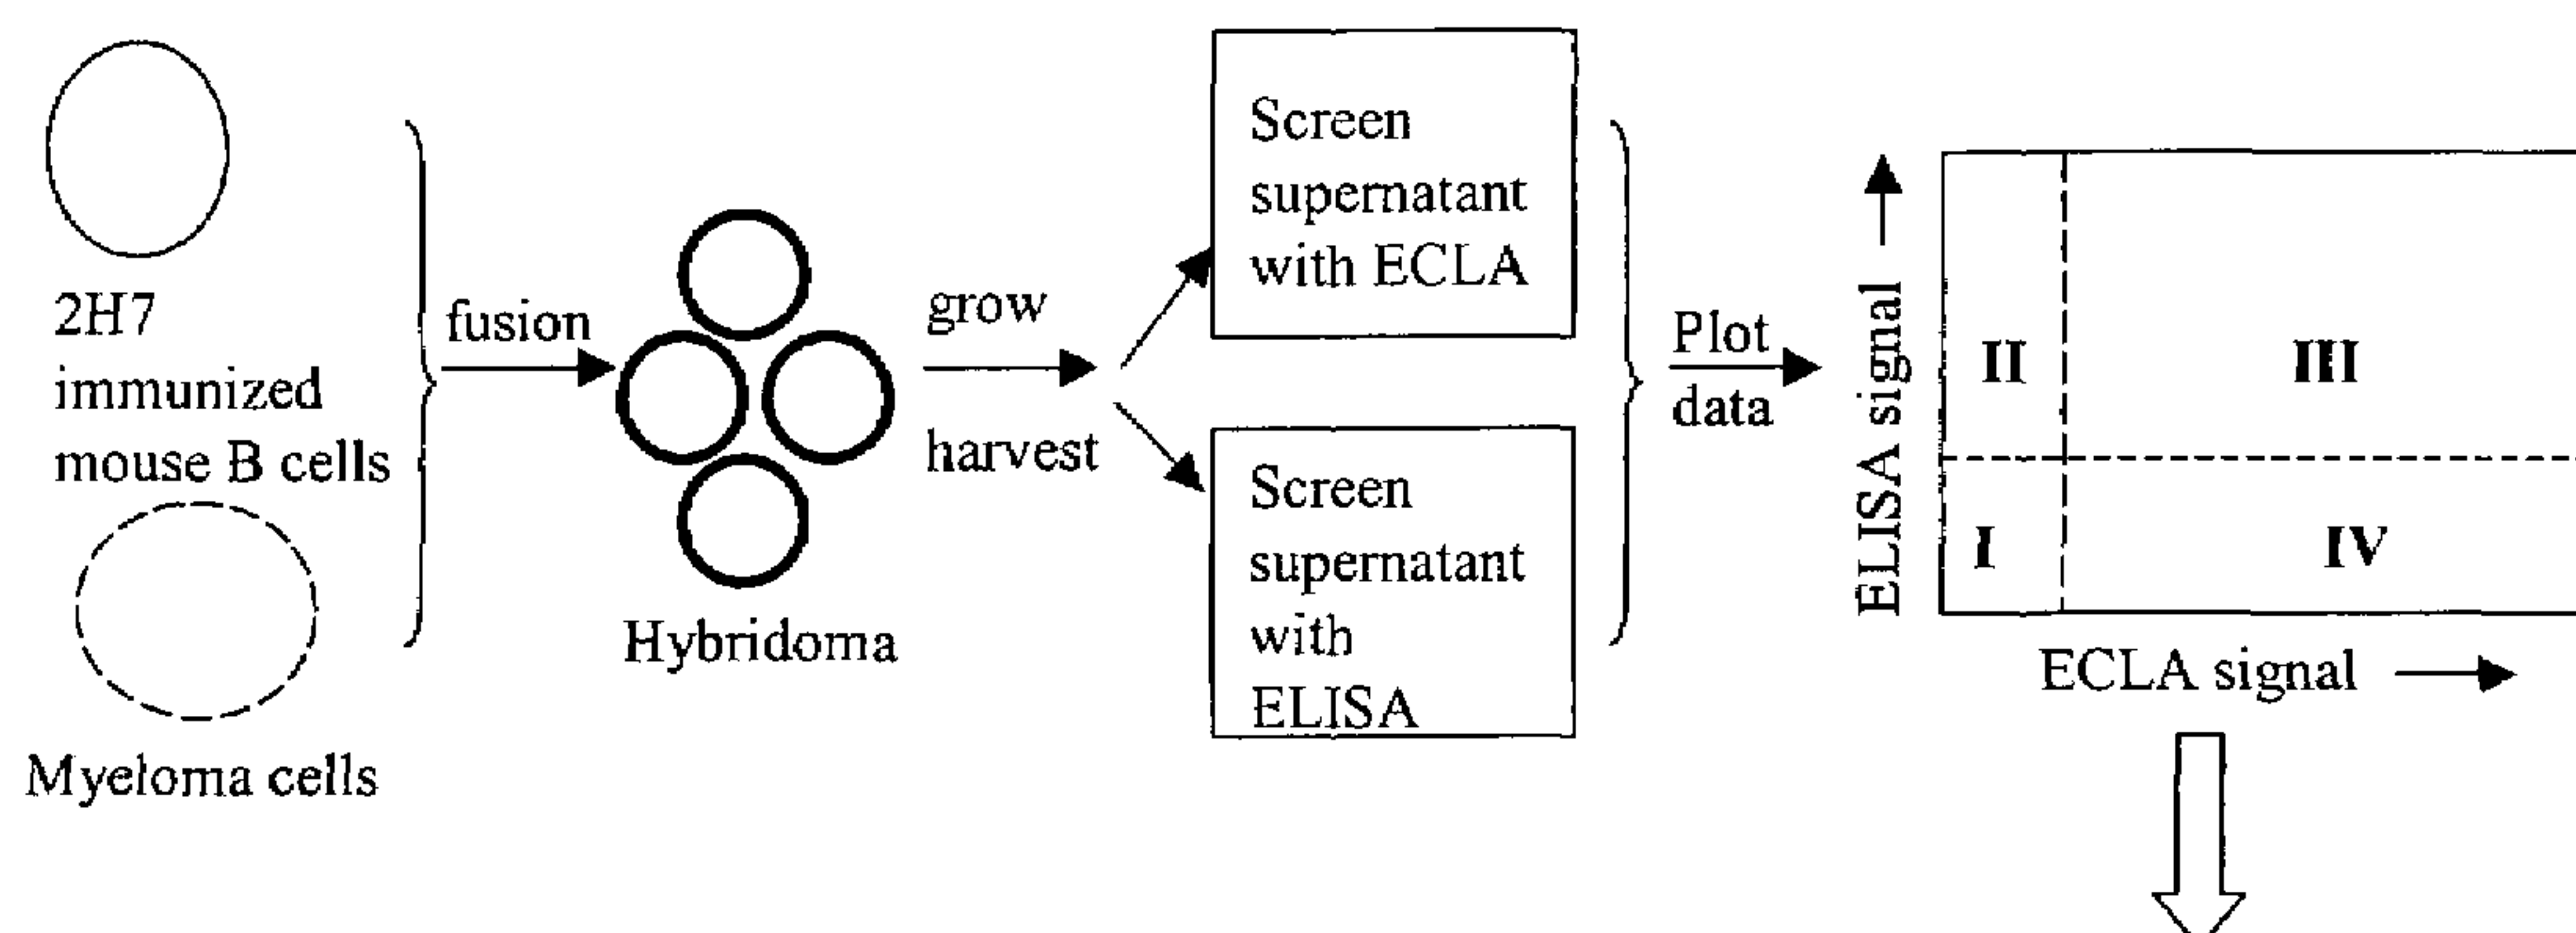 2H7
immunized
mouse B cells
Myeloma cells
fusion
Hybridoma
grow
harvest
Screen
supernatant
with ECLA
Screen
supernatant
with
ELISA
Plot
data
ELISA signal
II
III
I
IV
ECLA signal